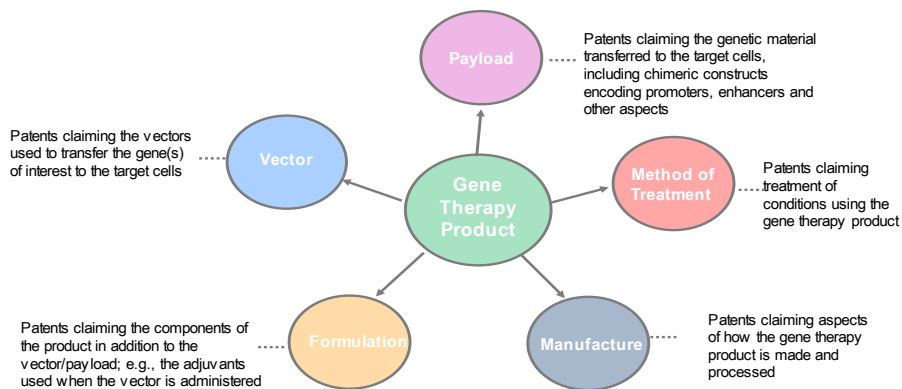 Payload
Patents claiming the genetic material
transferred to the target cells,
including chimeric constructs
encoding promoters, enhancers and
other aspects
Patents claiming the vectors
used to transfer the gene(s)
of interest to the target cells
Vector
Gene
Therapy
Product
Method of
Treatment
Patents claiming
treatment of
conditions using the
gene therapy product
Patents claiming the components of
the product in addition to the
vector/payload; e.g., the adjuvants
used when the vector is administered
Formulation
Manufacture
Patents claiming aspects
of how the gene therapy
product is made and
processed